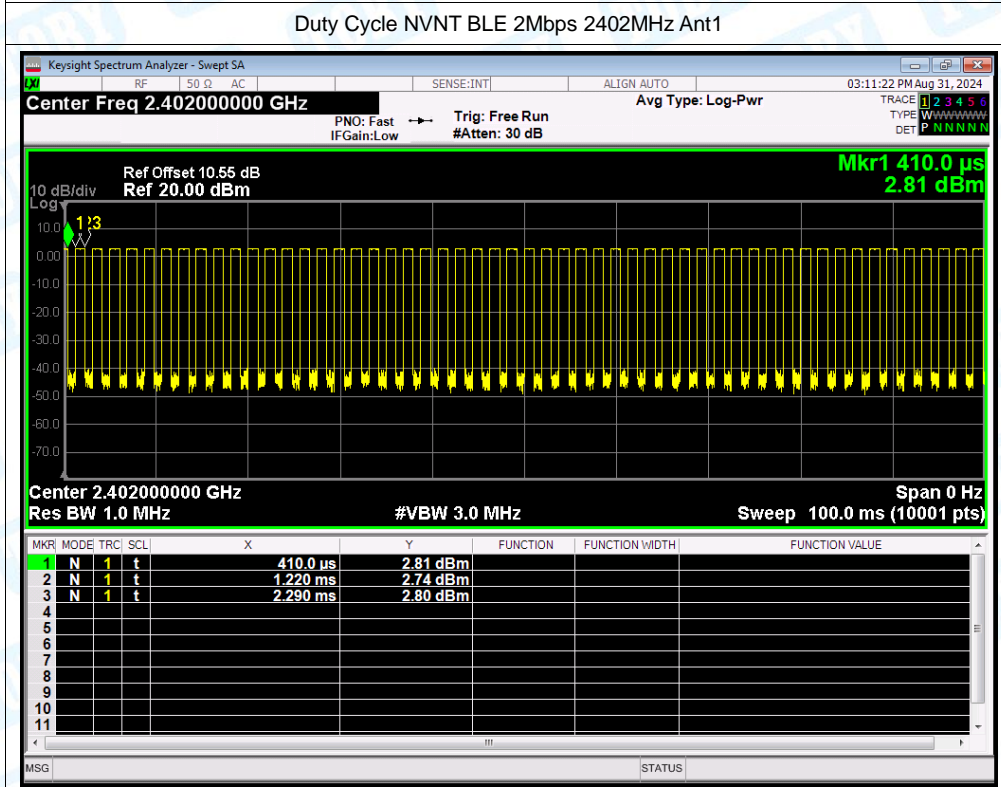 Duty Cycle NVNT BLE 2Mbps 2402MHz Ant1
Keysight Spectrum Analyzer - Swept SA
LXI RF 50 Ω AC SENSE:INT ALIGN AUTO 03:11:22 PM Aug 31, 2024
Center Freq 2.402000000 GHz Avg Type: Log-Pwr TRACE 1 2 3 4 5 6
PNO: Fast Trig: Free Run TYPE WWWWWW
IFGain:Low #Atten: 30 dB DET P N N N N N
Mkr1 410.0 µs
Ref Offset 10.55 dB
10 dB/div Ref 20.00 dBm 2.81 dBm
Log
10.0
0.00
-10.0
-20.0
-30.0
-40.0
-50.0
-60.0
-70.0
Center 2.402000000 GHz Span 0 Hz
Res BW 1.0 MHz #VBW 3.0 MHz Sweep 100.0 ms (10001 pts)
MKR MODE TRC SCL X Y FUNCTION FUNCTION WIDTH FUNCTION VALUE
1 N 1 t 410.0 µs 2.81 dBm
2 N 1 t 1.220 ms 2.74 dBm
3 N 1 t 2.290 ms 2.80 dBm
4
5
6
7
8
9
10
11
MSG STATUS